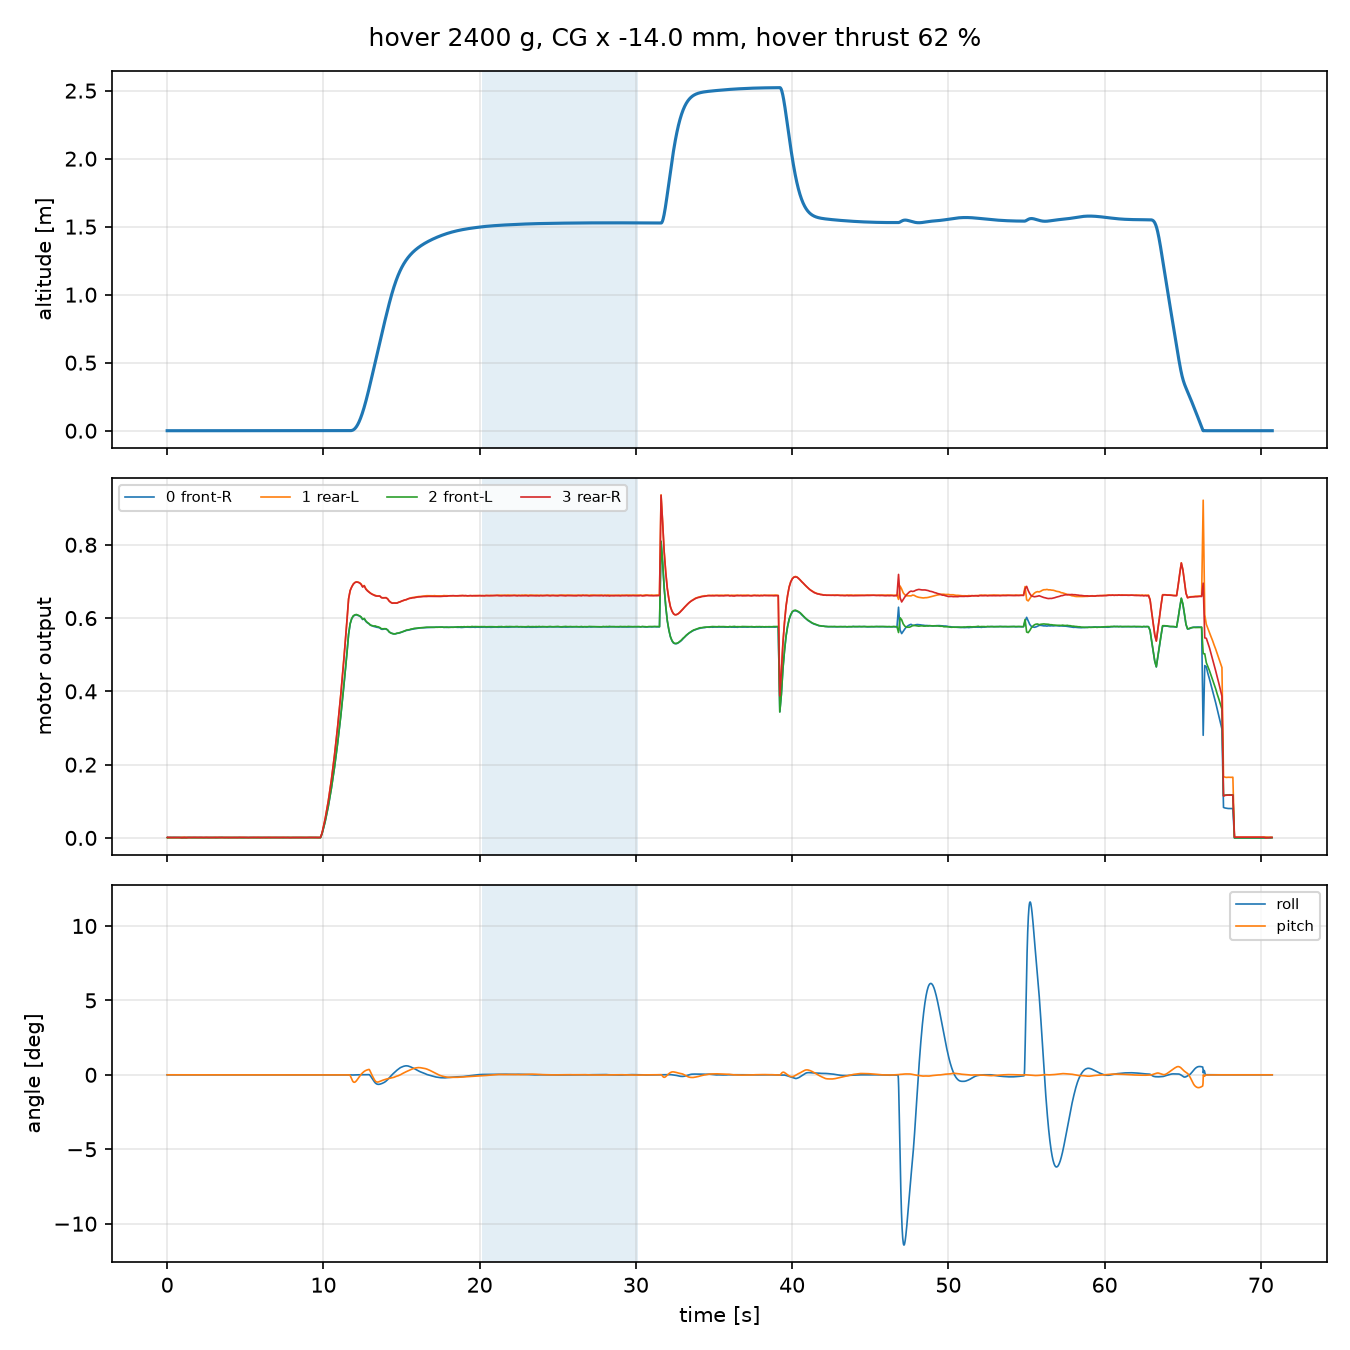 hover 2400 g, CG x -14.0 mm, hover thrust 62 %
2.5
2.0
1.5
1.0
0.5
0.0
altitude [m]
0 front-R 1 rear-L 2 front-L 3 rear-R
0.8
0.6
0.4
0.2
0.0
motor output
roll
pitch
10
5
0
−5
−10
angle [deg]
0 10 20 30 40 50 60 70
time [s]